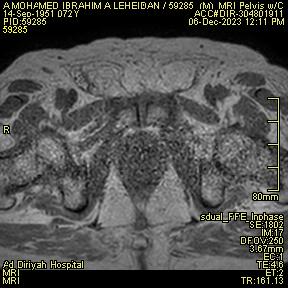 A MOHAMED IBRAHIM A LEHEIDAN / 59285 (M) MRI Pelvis w/C
14-Sep-1951 072Y ACC#DIR-304801911
PID:59285 06-Dec-2023 12:11 PM
59285
R
80mm
sdual_FFE_Inphase
SE:1802
IM:17
DFOV:250
3.67mm
EC:1
Ad Diriyah Hospital TE:4.6
MRI ET:2
MRI TR:161.13